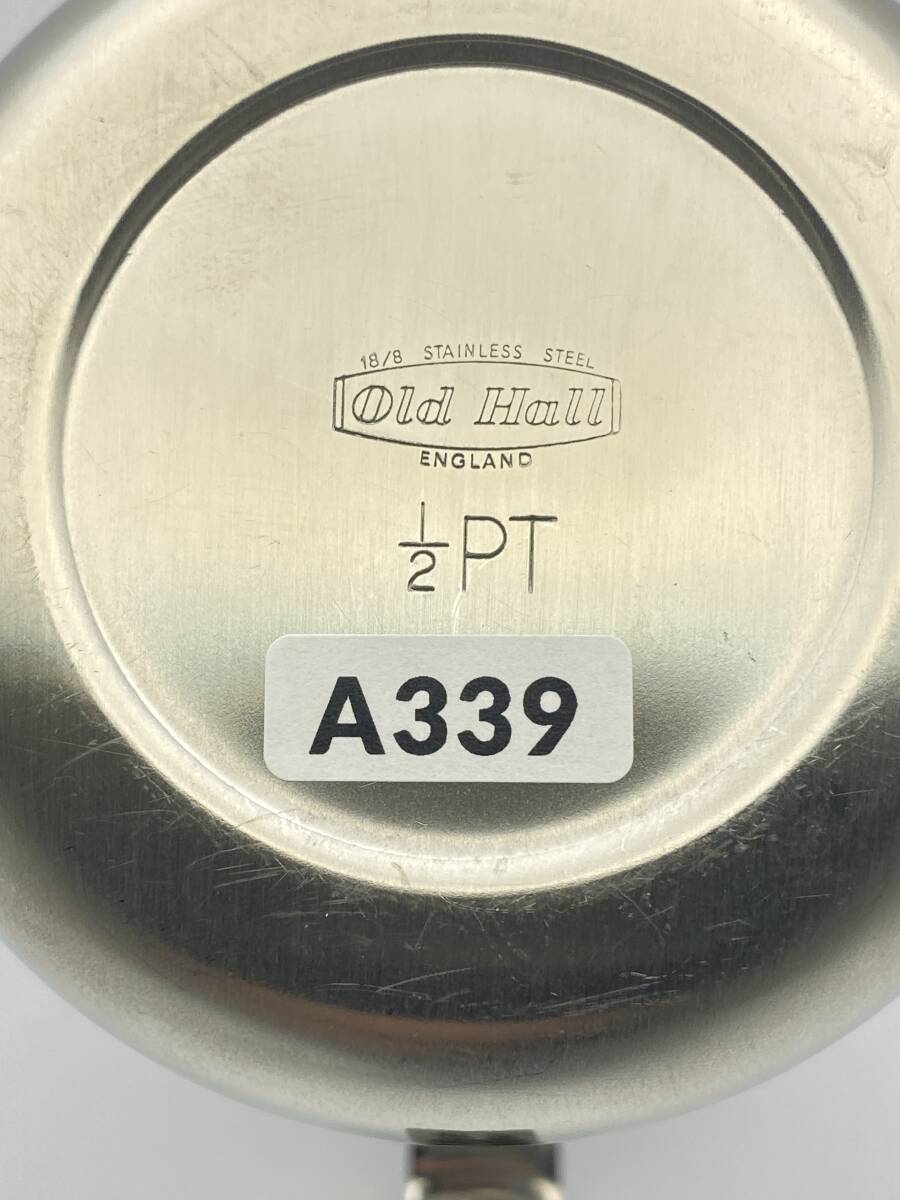 18/8 STAINLESS STEEL
Old Hall
ENGLAND
½ PT
A339